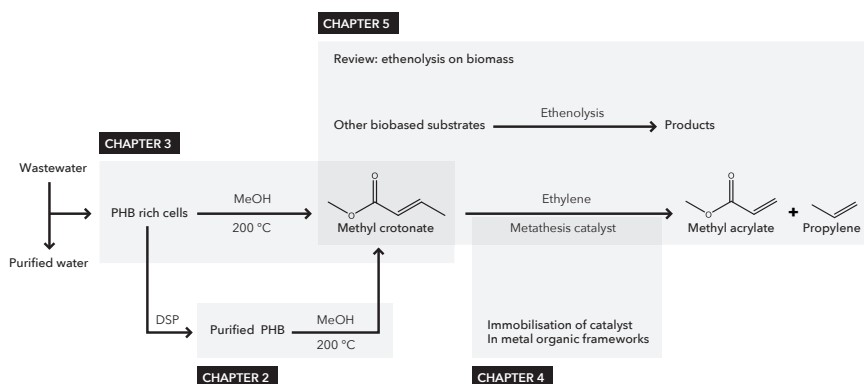 CHAPTER 5
Review: ethenolysis on biomass
Other biobased substrates
Ethenolysis
Products
CHAPTER 3
Wastewater
Purified water
PHB rich cells
MeOH
200 °C
O
O
Methyl crotonate
Ethylene
Metathesis catalyst
O
O
Methyl acrylate
+
Propylene
DSP
Purified PHB
MeOH
200 °C
CHAPTER 2
Immobilisation of catalyst
In metal organic frameworks
CHAPTER 4